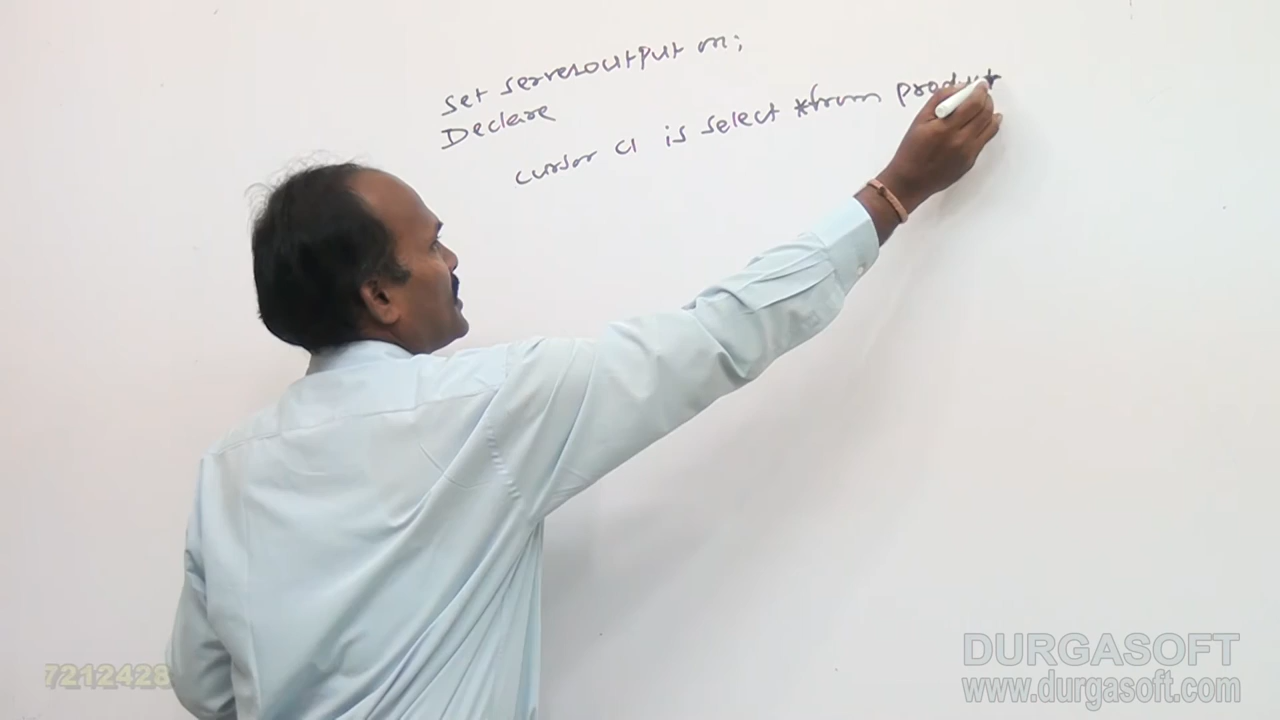 set serveroutput on;
Declare
cursor c1 is select *from product
7212428
DURGASOFT
www.durgasoft.com